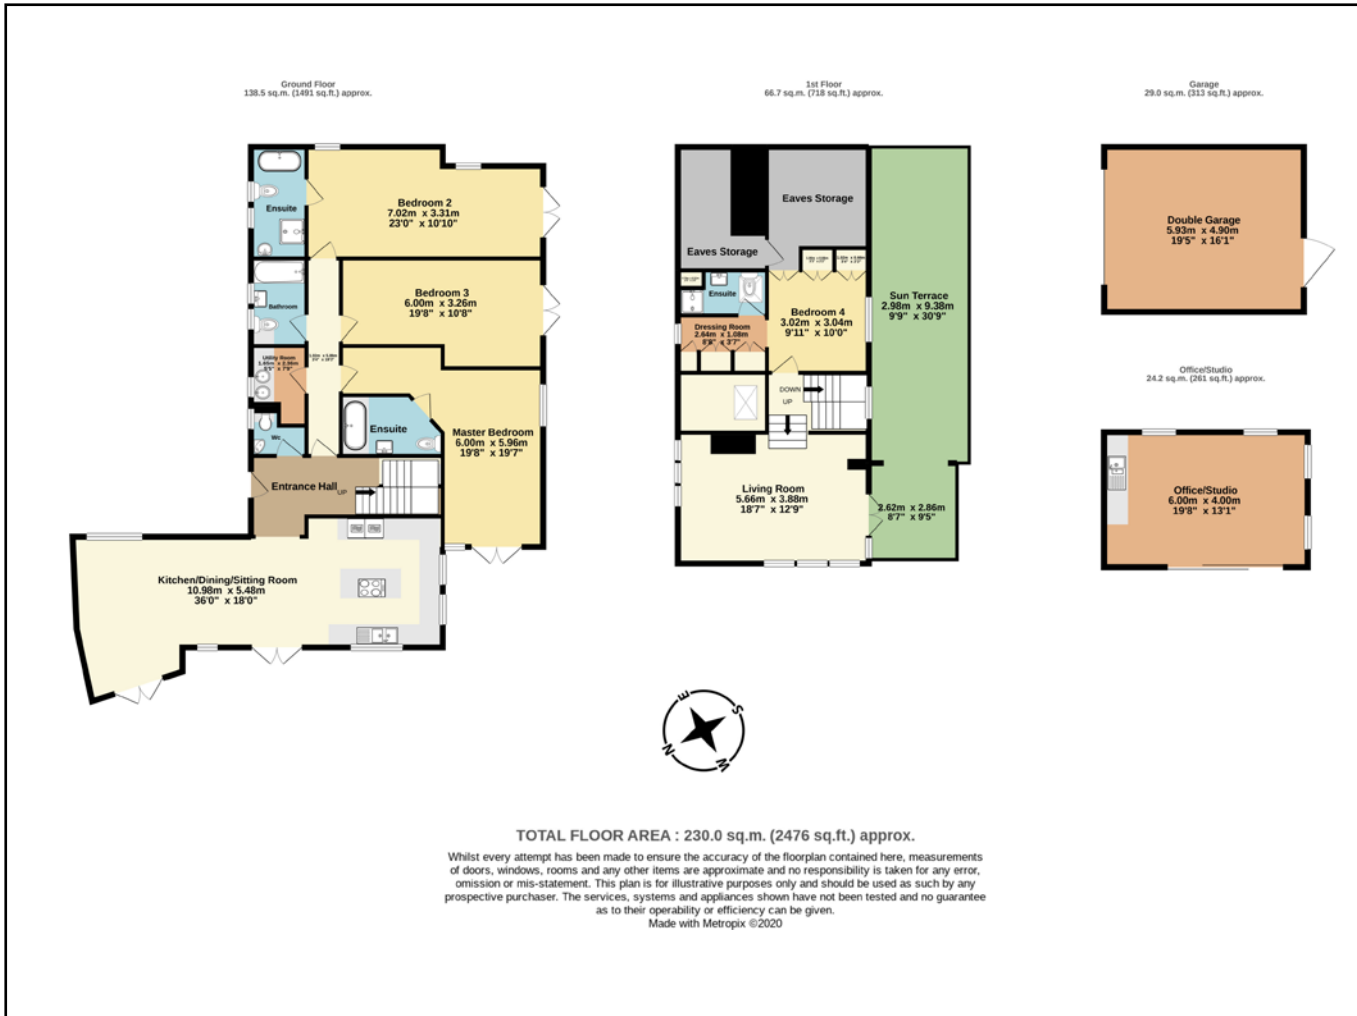 Ground Floor
138.5 sq.m. (1491 sq.ft.) approx.
1st Floor
66.7 sq.m. (718 sq.ft.) approx.
Garage
29.0 sq.m. (313 sq.ft.) approx.
Ensuite
Bedroom 2
7.02m x 3.31m
23'0" x 10'10"
Bathroom
Bedroom 3
6.00m x 3.26m
19'8" x 10'8"
Utility Room
Wc
Ensuite
Master Bedroom
6.00m x 5.96m
19'8" x 19'7"
Entrance Hall
UP
Kitchen/Dining/Sitting Room
10.98m x 5.48m
36'0" x 18'0"
Eaves Storage
Eaves Storage
Ensuite
Dressing Room
2.64m x 1.08m
8'8" x 3'7"
Bedroom 4
3.02m x 3.04m
9'11" x 10'0"
Sun Terrace
2.98m x 9.38m
9'9" x 30'9"
DOWN
UP
Living Room
5.66m x 3.88m
18'7" x 12'9"
2.62m x 2.86m
8'7" x 9'5"
Double Garage
5.93m x 4.90m
19'5" x 16'1"
Office/Studio
24.2 sq.m. (261 sq.ft.) approx.
Office/Studio
6.00m x 4.00m
19'8" x 13'1"
E
S
N
W
TOTAL FLOOR AREA : 230.0 sq.m. (2476 sq.ft.) approx.
Whilst every attempt has been made to ensure the accuracy of the floorplan contained here, measurements
of doors, windows, rooms and any other items are approximate and no responsibility is taken for any error,
omission or mis-statement. This plan is for illustrative purposes only and should be used as such by any
prospective purchaser. The services, systems and appliances shown have not been tested and no guarantee
as to their operability or efficiency can be given.
Made with Metropix ©2020